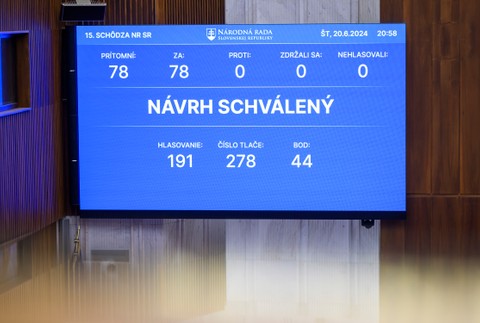 15. SCHÔDZA NR SR NÁRODNÁ RADA SLOVENSKEJ REPUBLIKY ŠT, 20.6.2024 20:58
PRÍTOMNÍ: ZA: PROTI: ZDRŽALI SA: NEHLASOVALI:
78 78 0 0 0
NÁVRH SCHVÁLENÝ
HLASOVANIE: ČÍSLO TLAČE: BOD:
191 278 44